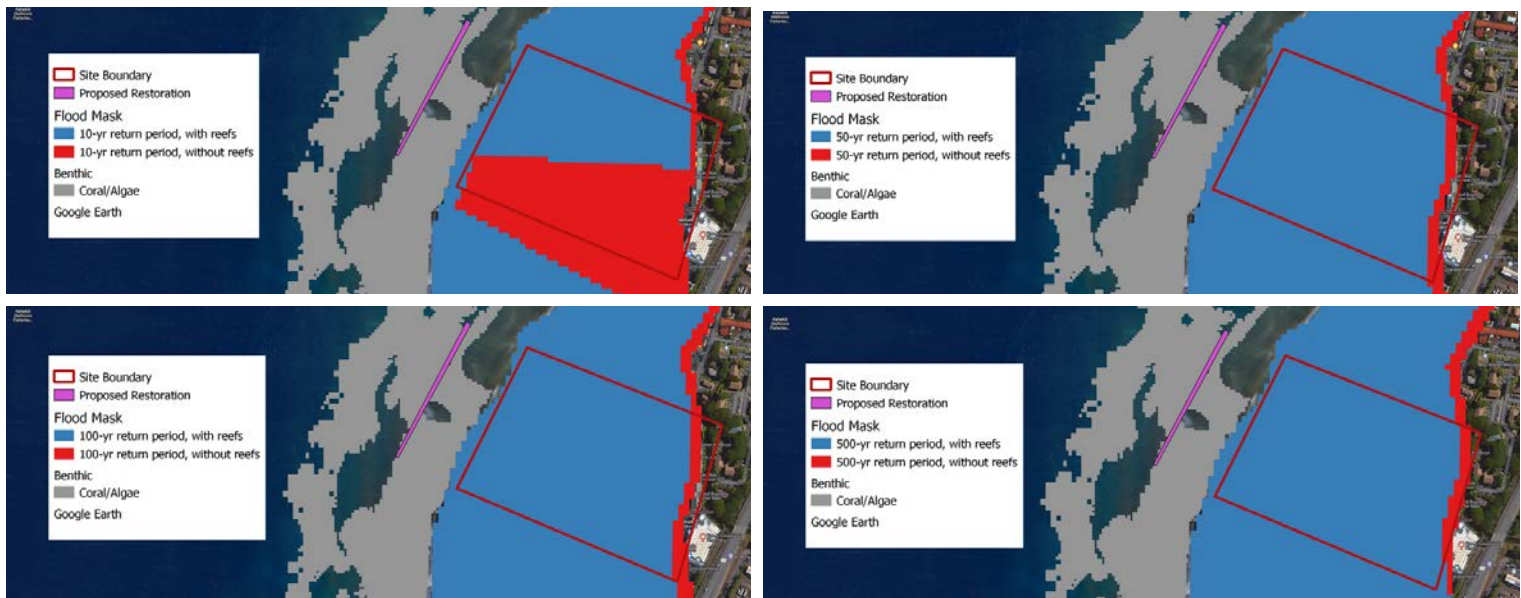 Site Boundary
Proposed Restoration
Flood Mask
10-yr return period, with reefs
10-yr return period, without reefs
Benthic
Coral/Algae
Google Earth
Site Boundary
Proposed Restoration
Flood Mask
50-yr return period, with reefs
50-yr return period, without reefs
Benthic
Coral/Algae
Google Earth
Site Boundary
Proposed Restoration
Flood Mask
100-yr return period, with reefs
100-yr return period, without reefs
Benthic
Coral/Algae
Google Earth
Site Boundary
Proposed Restoration
Flood Mask
500-yr return period, with reefs
500-yr return period, without reefs
Benthic
Coral/Algae
Google Earth